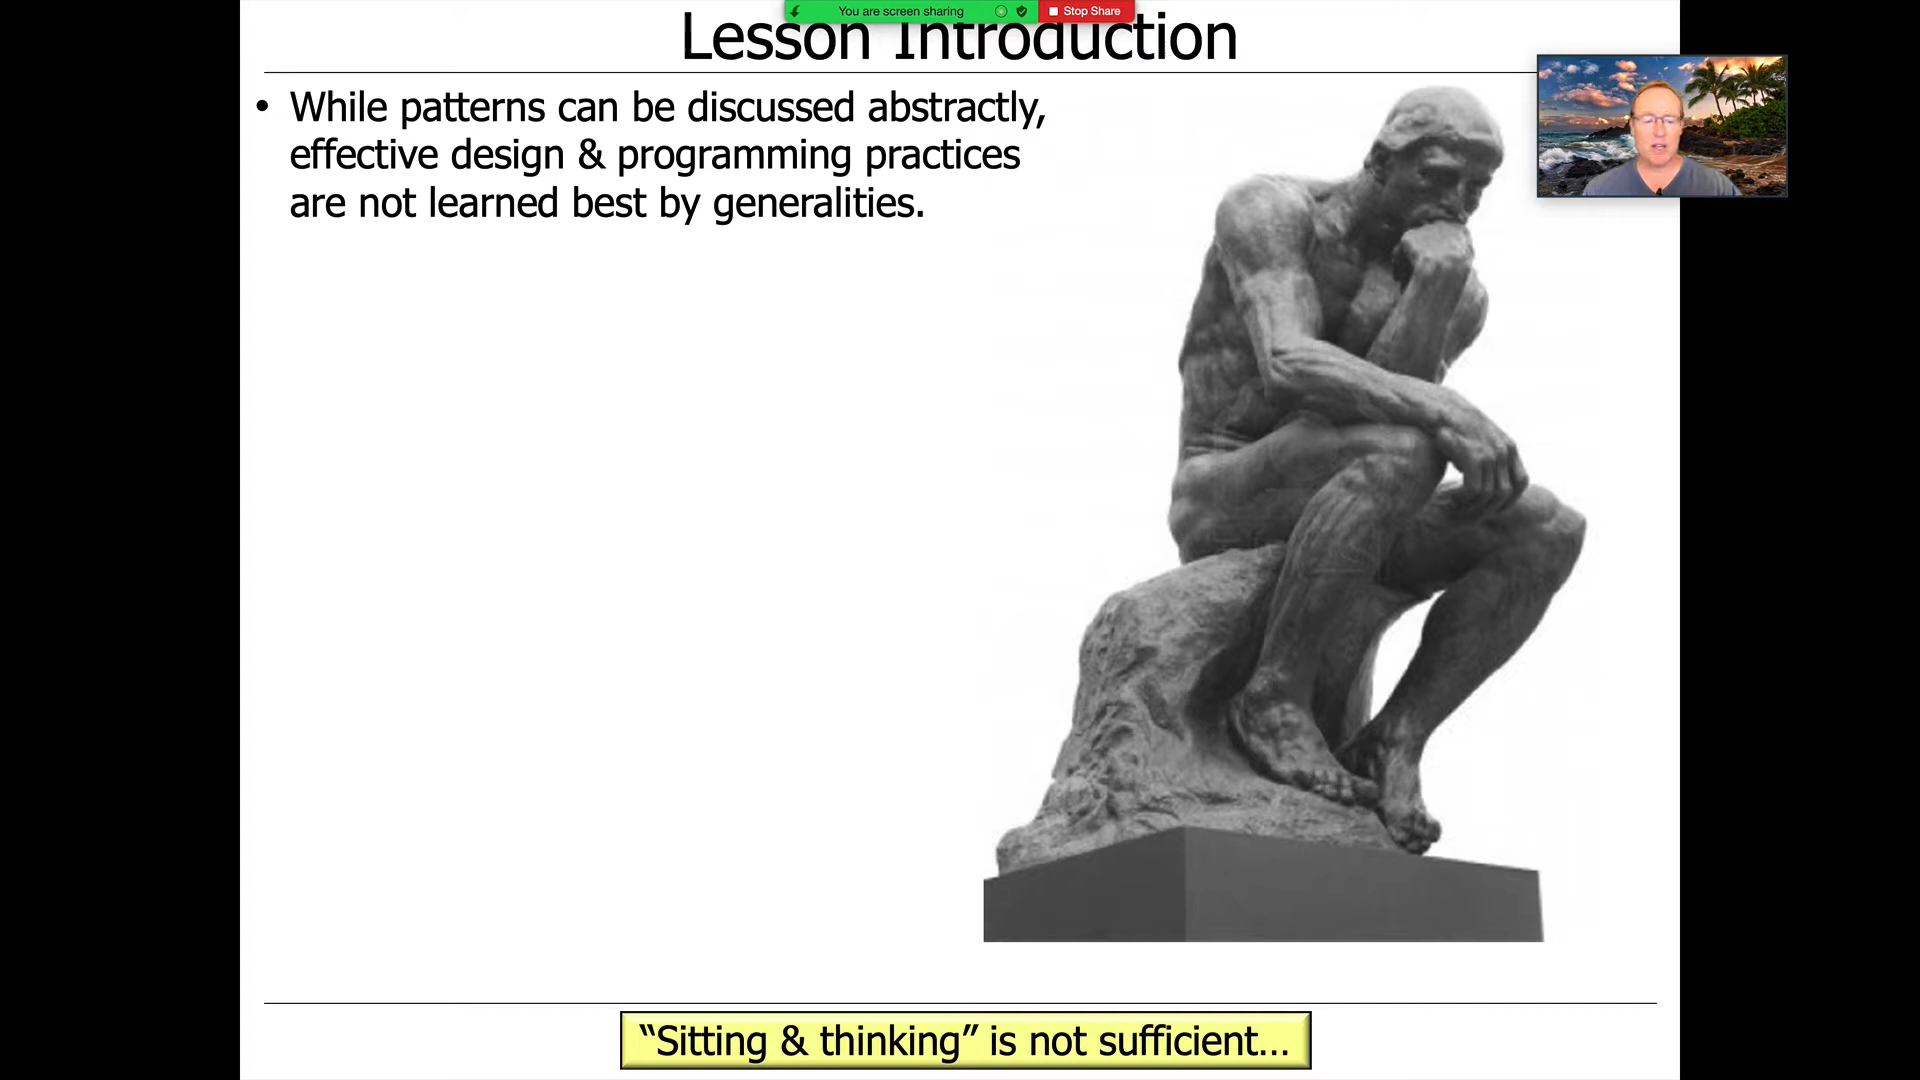 You are screen sharing
Stop Share
Lesson Introduction
• While patterns can be discussed abstractly,
effective design & programming practices
are not learned best by generalities.
“Sitting & thinking” is not sufficient…